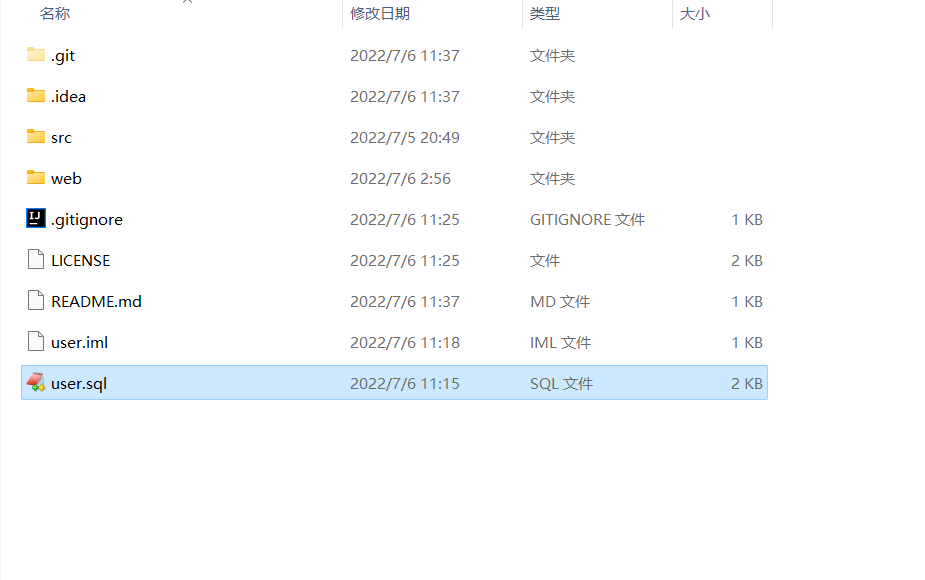 名称 修改日期 类型 大小
.git 2022/7/6 11:37 文件夹
.idea 2022/7/6 11:37 文件夹
src 2022/7/5 20:49 文件夹
web 2022/7/6 2:56 文件夹
IJ .gitignore 2022/7/6 11:25 GITIGNORE 文件 1 KB
LICENSE 2022/7/6 11:25 文件 2 KB
README.md 2022/7/6 11:37 MD 文件 1 KB
user.iml 2022/7/6 11:18 IML 文件 1 KB
user.sql 2022/7/6 11:15 SQL 文件 2 KB